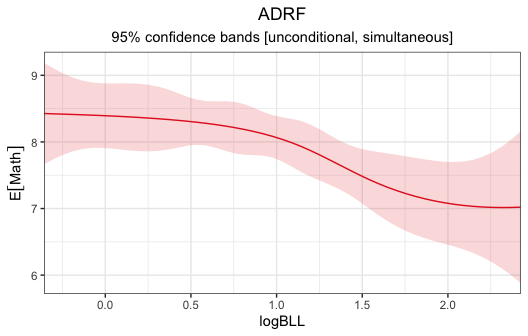 ADRF
95% confidence bands [unconditional, simultaneous]
E[Math]
9
8
7
6
0.0 0.5 1.0 1.5 2.0
logBLL